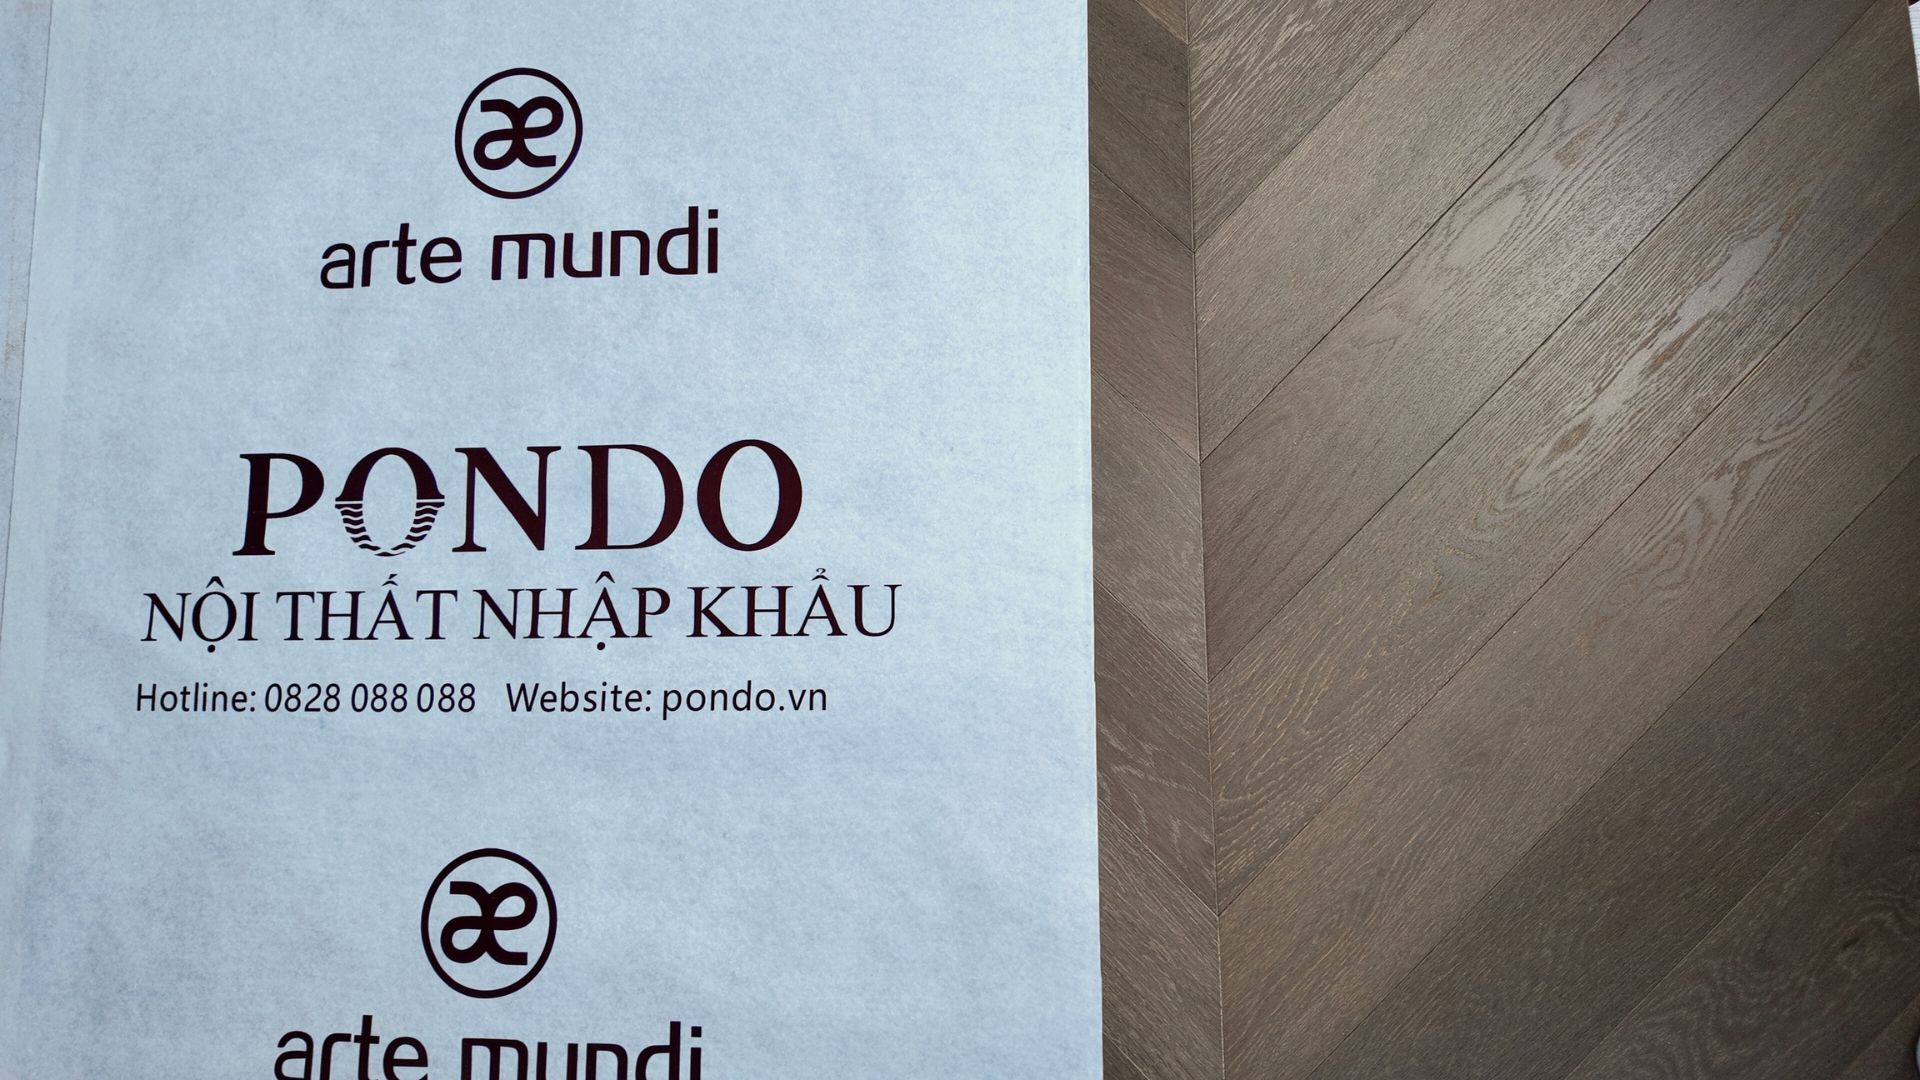 æ
arte mundi
PONDO
NỘI THẤT NHẬP KHẨU
Hotline: 0828 088 088 Website: pondo.vn
æ
arte mundi